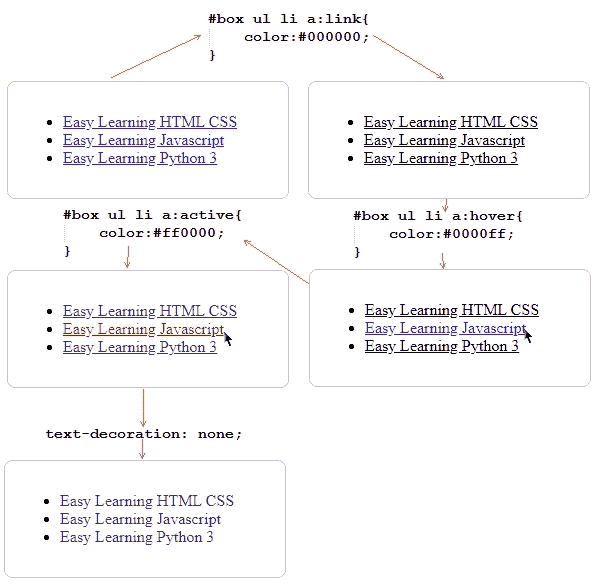 #box ul li a:link{
color:#000000;
}
Easy Learning HTML CSS
Easy Learning Javascript
Easy Learning Python 3
Easy Learning HTML CSS
Easy Learning Javascript
Easy Learning Python 3
#box ul li a:active{
color:#ff0000;
}
#box ul li a:hover{
color:#0000ff;
}
Easy Learning HTML CSS
Easy Learning Javascript
Easy Learning Python 3
Easy Learning HTML CSS
Easy Learning Javascript
Easy Learning Python 3
text-decoration: none;
Easy Learning HTML CSS
Easy Learning Javascript
Easy Learning Python 3